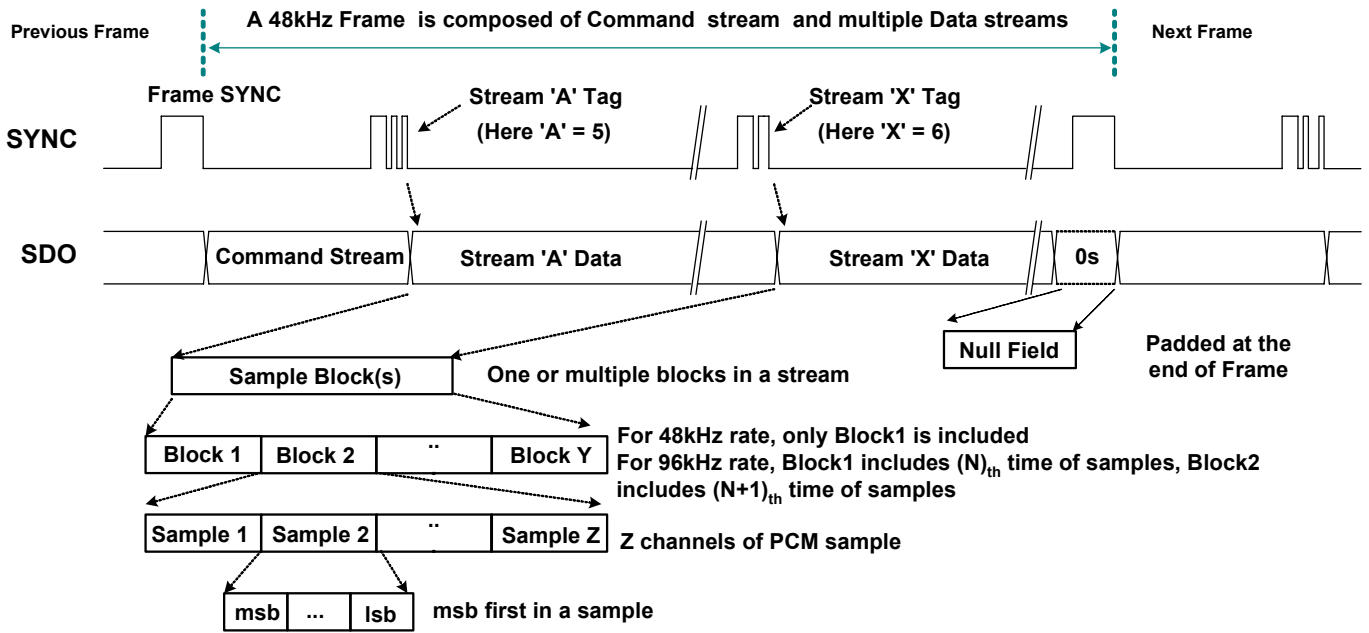 A 48kHz Frame is composed of Command stream and multiple Data streams
Previous Frame
Next Frame
Frame SYNC
Stream 'A' Tag
(Here 'A' = 5)
Stream 'X' Tag
(Here 'X' = 6)
SYNC
SDO
Command Stream
Stream 'A' Data
Stream 'X' Data
0s
Null Field
Padded at the
end of Frame
Sample Block(s)
One or multiple blocks in a stream
Block 1
Block 2
..
Block Y
For 48kHz rate, only Block1 is included
For 96kHz rate, Block1 includes (N)th time of samples, Block2
includes (N+1)th time of samples
Sample 1
Sample 2
..
Sample Z
Z channels of PCM sample
msb
...
lsb
msb first in a sample